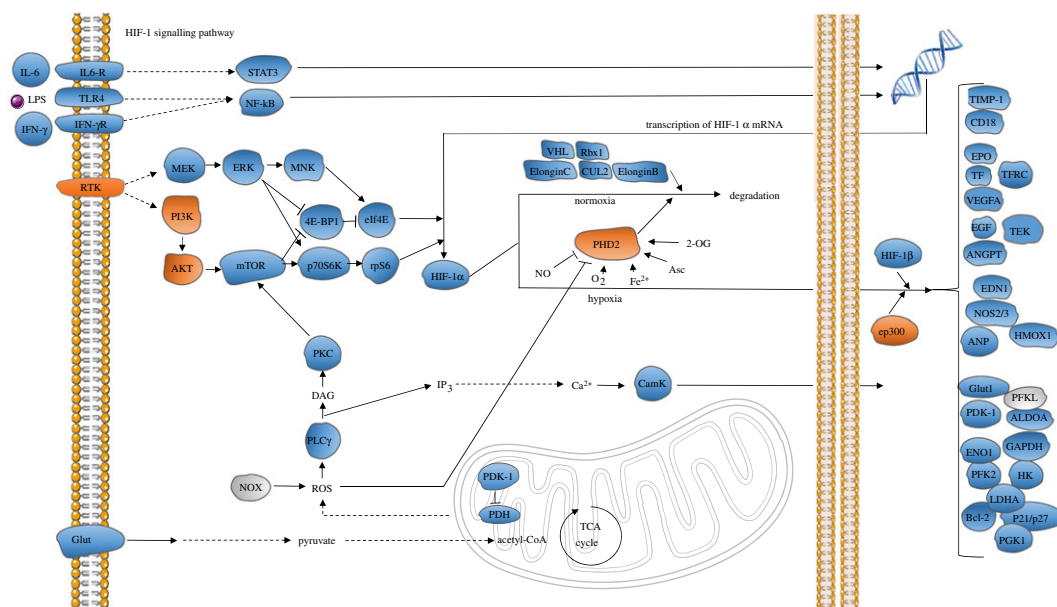 HIF-1 signalling pathway
IL-6
IL6-R
STAT3
LPS
TLR4
NF-kB
IFN-γ
IFN-γR
transcription of HIF-1 α mRNA
RTK
MEK
ERK
MNK
PI3K
4E-BP1
eIf4E
AKT
mTOR
p70S6K
rpS6
HIF-1α
VHL
Rbx1
ElonginC
CUL2
ElonginB
normoxia
degradation
PHD2
2-OG
NO
O2
Fe2+
Asc
hypoxia
PKC
DAG
IP3
Ca2+
CamK
PLCγ
NOX
ROS
PDK-1
PDH
Glut
pyruvate
acetyl-CoA
TCA
cycle
HIF-1β
ep300
TIMP-1
CD18
EPO
TF
TFRC
VEGFA
EGF
TEK
ANGPT
EDN1
NOS2/3
ANP
HMOX1
Glut1
PFKL
PDK-1
ALDOA
ENO1
GAPDH
PFK2
HK
LDHA
Bcl-2
P21/p27
PGK1